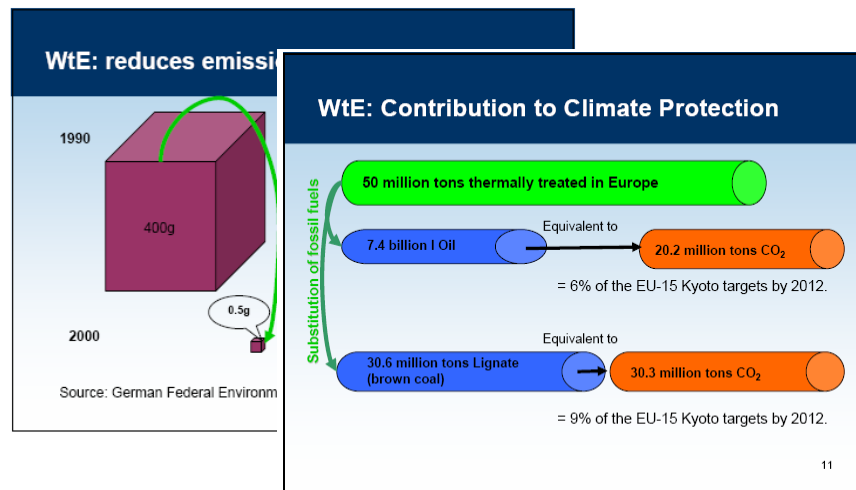 WtE: reduces emissi
1990
400g
0.5g
2000
Source: German Federal Environm
WtE: Contribution to Climate Protection
Substitution of fossil fuels
50 million tons thermally treated in Europe
7.4 billion l Oil
Equivalent to
20.2 million tons CO₂
= 6% of the EU-15 Kyoto targets by 2012.
30.6 million tons Lignate
(brown coal)
Equivalent to
30.3 million tons CO₂
= 9% of the EU-15 Kyoto targets by 2012.
11